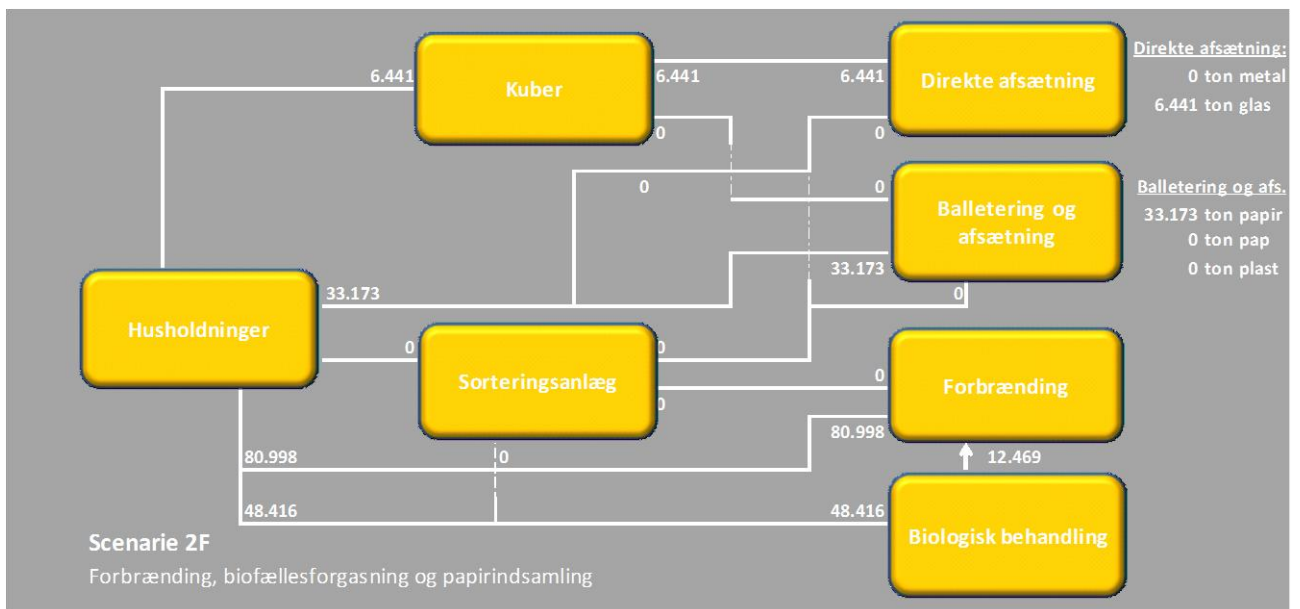 6.441
Kuber
6.441
0
6.441
0
Direkte afsætning
Direkte afsætning:
0 ton metal
6.441 ton glas
0
0
33.173
Balletering og
afsætning
Balletering og afs.
33.173 ton papir
0 ton pap
0 ton plast
Husholdninger
33.173
0
Sorteringsanlæg
0
0
0
0
80.998
Forbrænding
80.998
0
12.469
48.416
48.416
Biologisk behandling
Scenarie 2F
Forbrænding, biofællesforgasning og papirindsamling